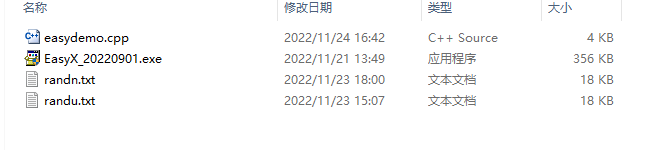 名称 修改日期 类型 大小
easydemo.cpp 2022/11/24 16:42 C++ Source 4 KB
EasyX_20220901.exe 2022/11/21 13:49 应用程序 356 KB
randn.txt 2022/11/23 18:00 文本文档 18 KB
randu.txt 2022/11/23 15:07 文本文档 18 KB